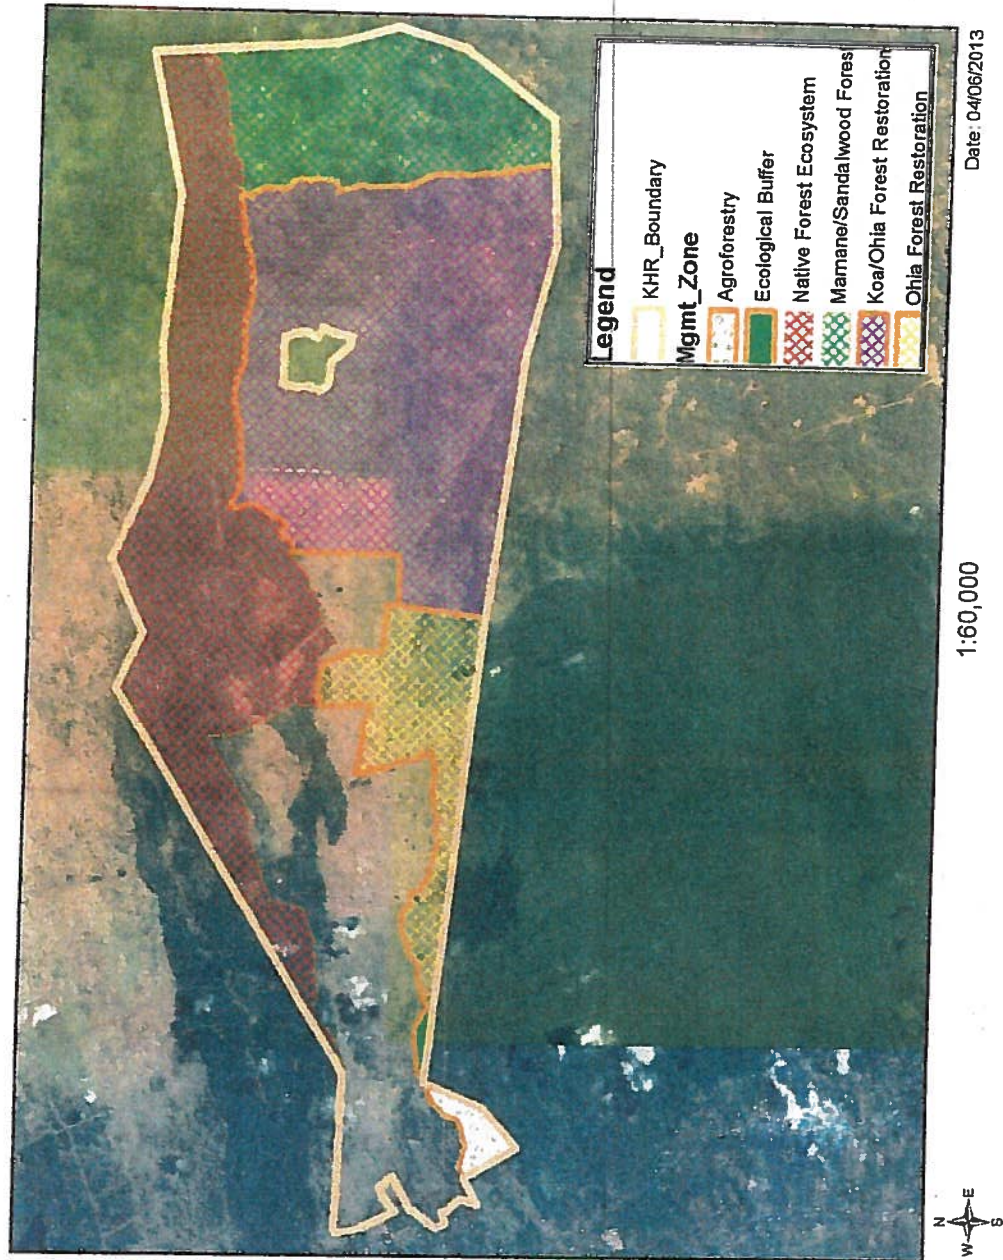 Legend
KHR_Boundary
Mgmt_Zone
Agroforestry
Ecological Buffer
Native Forest Ecosystem
Mamane/Sandalwood Forest
Koa/Ohia Forest Restoration
Ohia Forest Restoration
Date: 04/06/2013
1:60,000
N
W
E
S